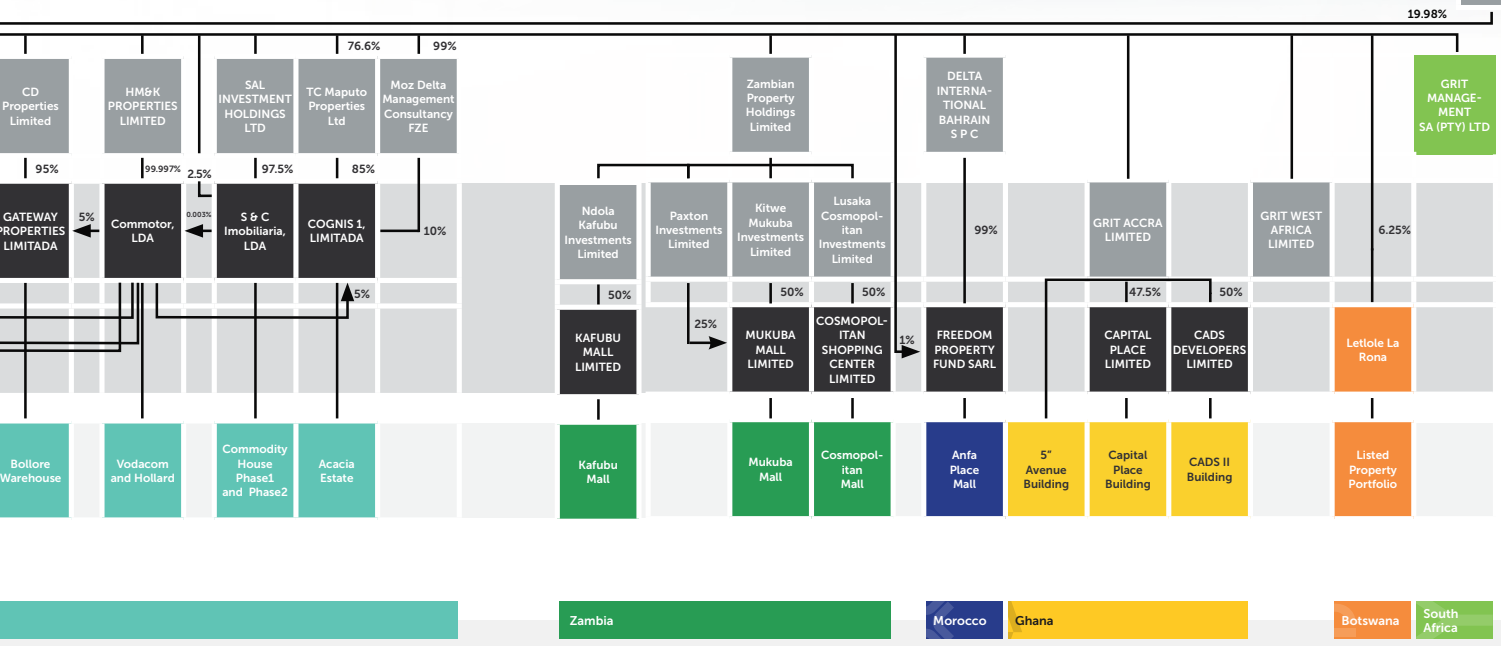 19.98%
76.6%
99%
CD
Properties
Limited
HM&K
PROPERTIES
LIMITED
SAL
INVESTMENT
HOLDINGS
LTD
TC Maputo
Properties
Ltd
Moz Delta
Management
Consultancy
FZE
Zambian
Property
Holdings
Limited
DELTA
INTERNA-
TIONAL
BAHRAIN
S P C
GRIT
MANAGE-
MENT
SA (PTY) LTD
95%
99.997%
2.5%
97.5%
85%
GATEWAY
PROPERTIES
LIMITADA
5%
Commotor,
LDA
0.003%
S & C
Imobiliaria,
LDA
COGNIS 1,
LIMITADA
10%
Ndola
Kafubu
Investments
Limited
Paxton
Investments
Limited
Kitwe
Mukuba
Investments
Limited
Lusaka
Cosmopol-
itan
Investments
Limited
99%
GRIT ACCRA
LIMITED
GRIT WEST
AFRICA
LIMITED
6.25%
5%
50%
50%
50%
47.5%
50%
25%
1%
KAFUBU
MALL
LIMITED
MUKUBA
MALL
LIMITED
COSMOPOL-
ITAN
SHOPPING
CENTER
LIMITED
FREEDOM
PROPERTY
FUND SARL
CAPITAL
PLACE
LIMITED
CADS
DEVELOPERS
LIMITED
Letlole La
Rona
Bollore
Warehouse
Vodacom
and Hollard
Commodity
House
Phase1
and Phase2
Acacia
Estate
Kafubu
Mall
Mukuba
Mall
Cosmopol-
itan
Mall
Anfa
Place
Mall
5"
Avenue
Building
Capital
Place
Building
CADS II
Building
Listed
Property
Portfolio
Zambia
Morocco
Ghana
Botswana
South
Africa